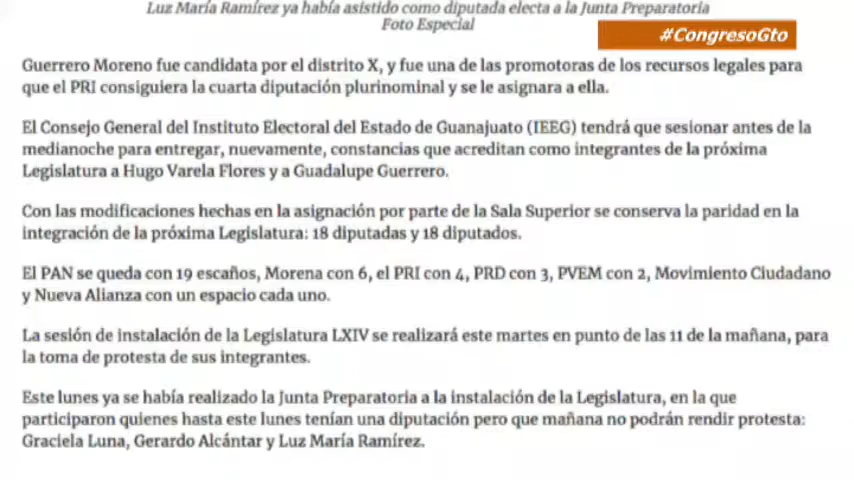 Luz María Ramírez ya había asistido como diputada electa a la Junta Preparatoria
Foto Especial
#CongresoGto
Guerrero Moreno fue candidata por el distrito X, y fue una de las promotoras de los recursos legales para
que el PRI consiguiera la cuarta diputación plurinominal y se le asignara a ella.
El Consejo General del Instituto Electoral del Estado de Guanajuato (IEEG) tendrá que sesionar antes de la
medianoche para entregar, nuevamente, constancias que acreditan como integrantes de la próxima
Legislatura a Hugo Varela Flores y a Guadalupe Guerrero.
Con las modificaciones hechas en la asignación por parte de la Sala Superior se conserva la paridad en la
integración de la próxima Legislatura: 18 diputadas y 18 diputados.
El PAN se queda con 19 escaños, Morena con 6, el PRI con 4, PRD con 3, PVEM con 2, Movimiento Ciudadano
y Nueva Alianza con un espacio cada uno.
La sesión de instalación de la Legislatura LXIV se realizará este martes en punto de las 11 de la mañana, para
la toma de protesta de sus integrantes.
Este lunes ya se había realizado la Junta Preparatoria a la instalación de la Legislatura, en la que
participaron quienes hasta este lunes tenían una diputación pero que mañana no podrán rendir protesta:
Graciela Luna, Gerardo Alcántar y Luz María Ramírez.